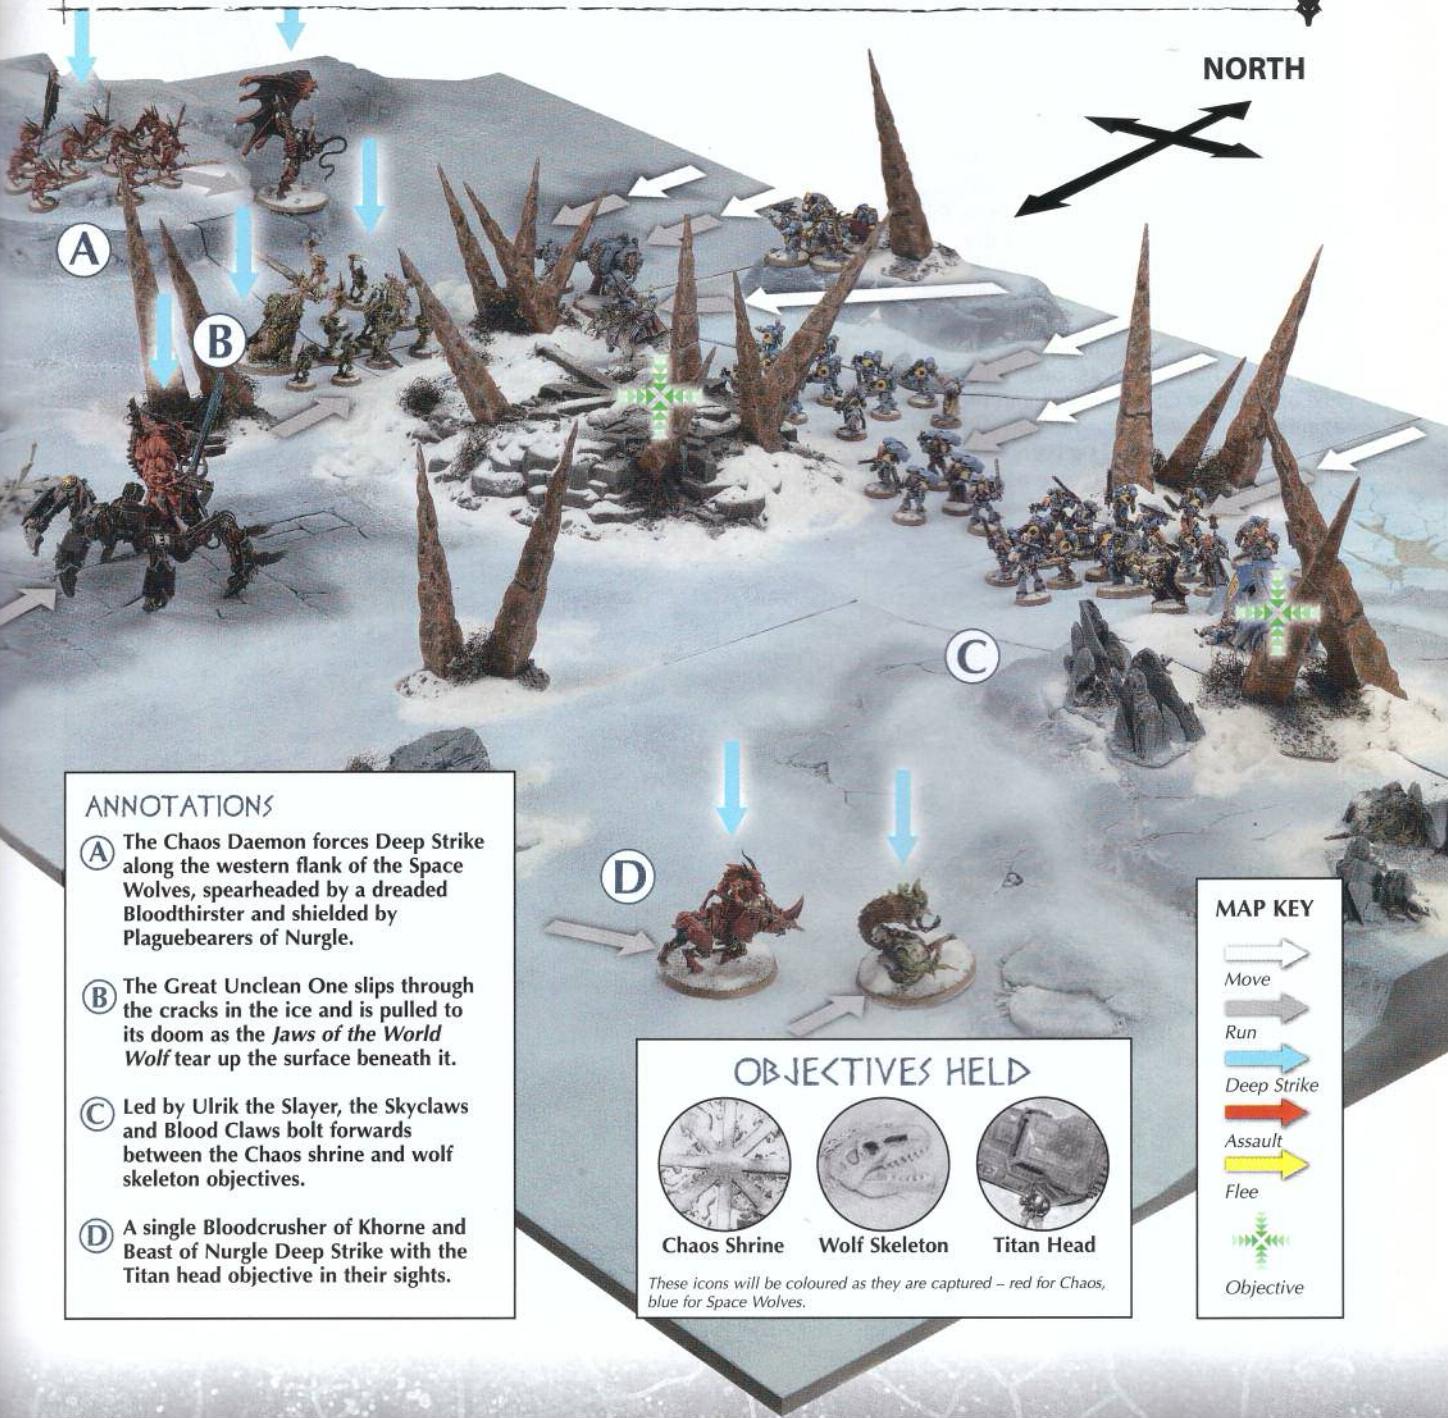 NORTH
A
B
C
D
ANNOTATIONS
A The Chaos Daemon forces Deep Strike
along the western flank of the Space
Wolves, spearheaded by a dreaded
Bloodthirster and shielded by
Plaguebearers of Nurgle.
B The Great Unclean One slips through
the cracks in the ice and is pulled to
its doom as the Jaws of the World
Wolf tear up the surface beneath it.
C Led by Ulrik the Slayer, the Skyclaws
and Blood Claws bolt forwards
between the Chaos shrine and wolf
skeleton objectives.
D A single Bloodcrusher of Khorne and
Beast of Nurgle Deep Strike with the
Titan head objective in their sights.
OBJECTIVES HELD
Chaos Shrine
Wolf Skeleton
Titan Head
These icons will be coloured as they are captured – red for Chaos,
blue for Space Wolves.
MAP KEY
Move
Run
Deep Strike
Assault
Flee
Objective